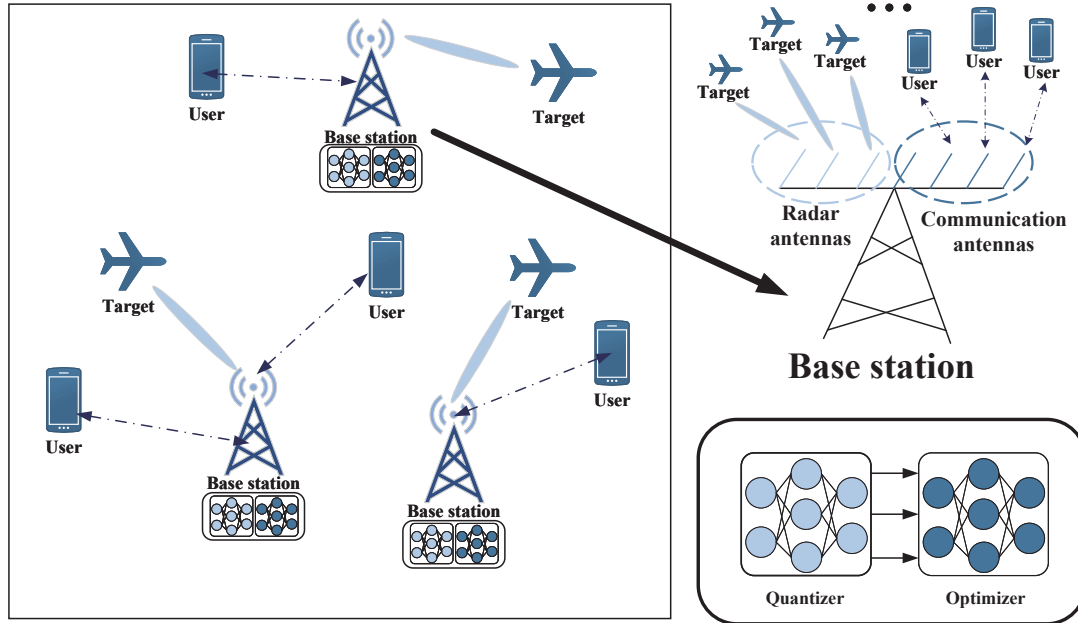 User
Target
Base station
Target
User
Target
User
User
Base station
Base station
Target
Target
Target
User
User
User
Radar
antennas
Communication
antennas
Base station
Quantizer
Optimizer